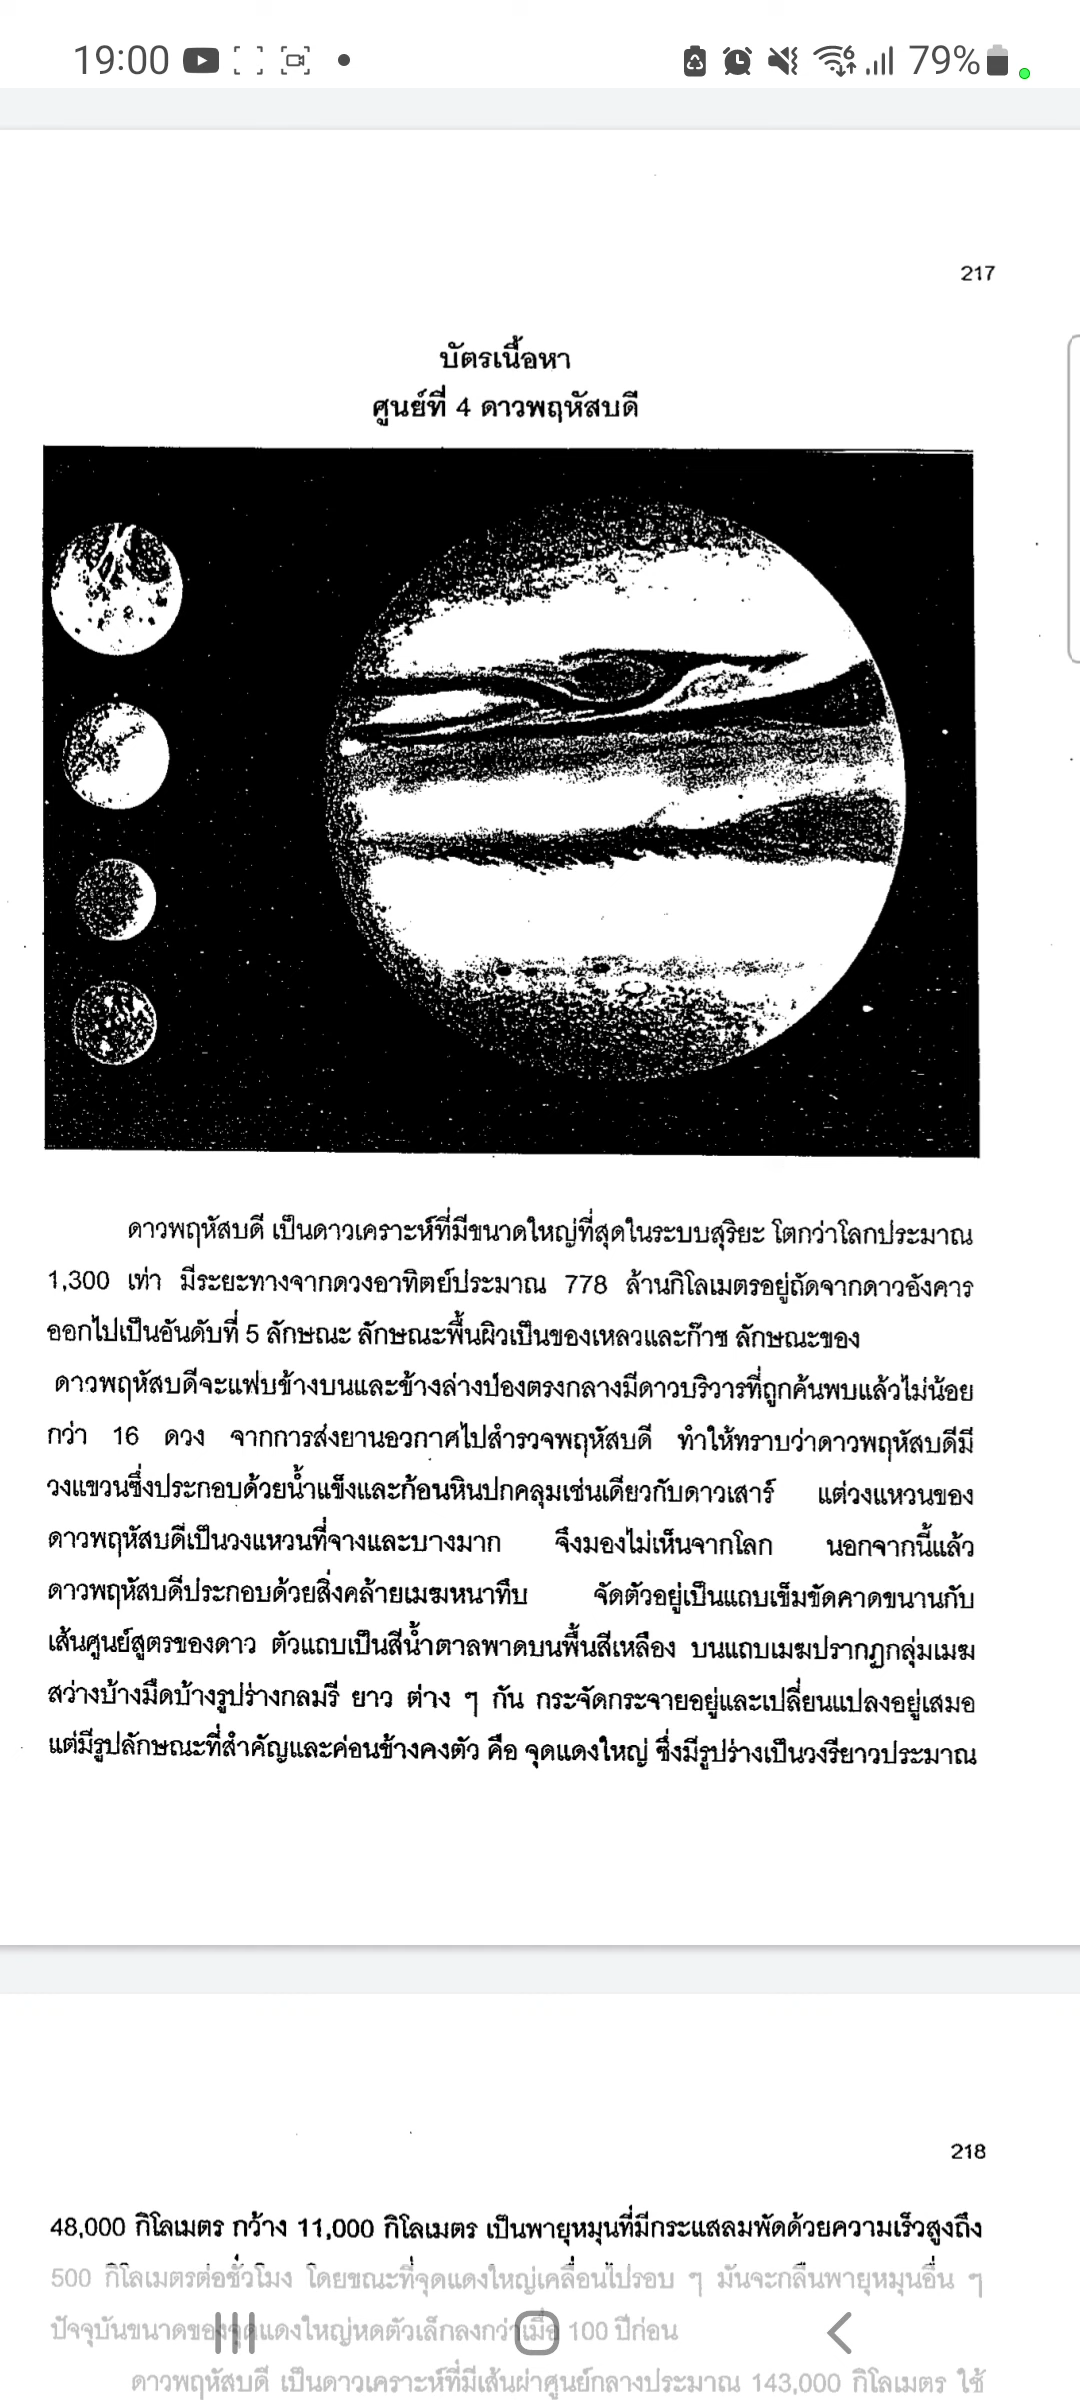 19:00
79%
217
บัตรเนื้อหา
ศูนย์ที่ 4 ดาวพฤหัสบดี
ดาวพฤหัสบดี เป็นดาวเคราะห์ที่มีขนาดใหญ่ที่สุดในระบบสุริยะ โตกว่าโลกประมาณ
1,300 เท่า มีระยะทางจากดวงอาทิตย์ประมาณ 778 ล้านกิโลเมตรอยู่ถัดจากดาวอังคาร
ออกไปเป็นอันดับที่ 5 ลักษณะ ลักษณะพื้นผิวเป็นของเหลวและก๊าซ ลักษณะของ
ดาวพฤหัสบดีจะแฟบข้างบนและข้างล่างป่องตรงกลางมีดาวบริวารที่ถูกค้นพบแล้วไม่น้อย
กว่า 16 ดวง จากการส่งยานอวกาศไปสำรวจพฤหัสบดี ทำให้ทราบว่าดาวพฤหัสบดีมี
วงแขวนซึ่งประกอบด้วยน้ำแข็งและก้อนหินปกคลุมเช่นเดียวกับดาวเสาร์ แต่วงแหวนของ
ดาวพฤหัสบดีเป็นวงแหวนที่จางและบางมาก จึงมองไม่เห็นจากโลก นอกจากนี้แล้ว
ดาวพฤหัสบดีประกอบด้วยสิ่งคล้ายเมฆหนาทึบ จัดตัวอยู่เป็นแถบเข็มขัดคาดขนานกับ
เส้นศูนย์สูตรของดาว ตัวแถบเป็นสีน้ำตาลพาดบนพื้นสีเหลือง บนแถบเมฆปรากฏกลุ่มเมฆ
สว่างบ้างมืดบ้างรูปร่างกลมรี ยาว ต่าง ๆ กัน กระจัดกระจายอยู่และเปลี่ยนแปลงอยู่เสมอ
แต่มีรูปลักษณะที่สำคัญและค่อนข้างคงตัว คือ จุดแดงใหญ่ ซึ่งมีรูปร่างเป็นวงรียาวประมาณ
218
48,000 กิโลเมตร กว้าง 11,000 กิโลเมตร เป็นพายุหมุนที่มีกระแสลมพัดด้วยความเร็วสูงถึง
500 กิโลเมตรต่อชั่วโมง โดยขณะที่จุดแดงใหญ่เคลื่อนไปรอบ ๆ มันจะกลืนพายุหมุนอื่น ๆ
ปัจจุบันขนาดของจุดแดงใหญ่หดตัวเล็กลงกว่าเมื่อ 100 ปีก่อน
ดาวพฤหัสบดี เป็นดาวเคราะห์ที่มีเส้นผ่าศูนย์กลางประมาณ 143,000 กิโลเมตร ใช้